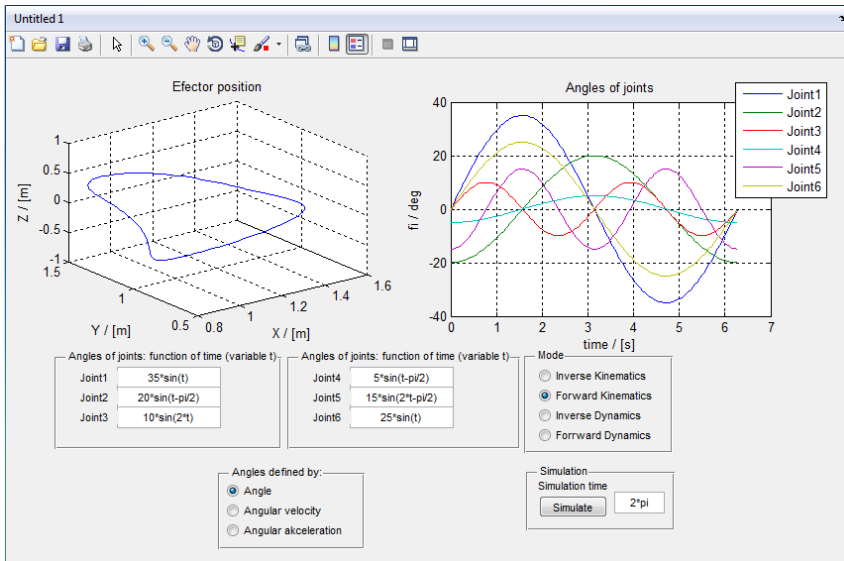 Untitled 1
Efector position
1
0.5
0
-0.5
-1
Z / [m]
1.5
1
0.5
Y / [m]
0.8
1
1.2
1.4
1.6
X / [m]
Angles of joints
40
20
0
-20
-40
fi / deg
0 1 2 3 4 5 6 7
time / [s]
Joint1
Joint2
Joint3
Joint4
Joint5
Joint6
Angles of joints: function of time (variable t)
Joint1 35*sin(t)
Joint2 20*sin(t-pi/2)
Joint3 10*sin(2*t)
Angles of joints: function of time (variable t)
Joint4 5*sin(t-pi/2)
Joint5 15*sin(2*t-pi/2)
Joint6 25*sin(t)
Mode
Inverse Kinematics
Forward Kinematics
Inverse Dynamics
Forrward Dynamics
Angles defined by:
Angle
Angular velocity
Angular akceleration
Simulation
Simulation time
Simulate 2*pi